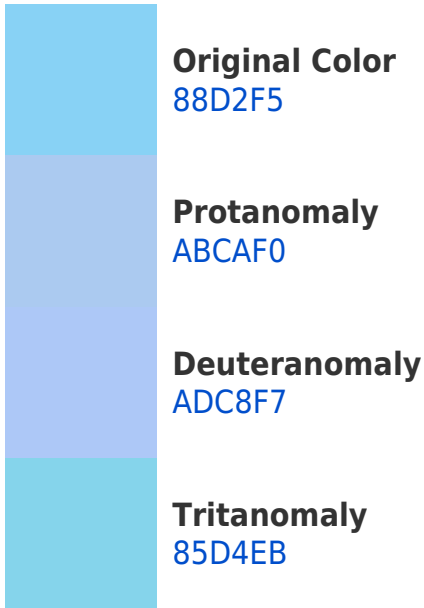 Original Color
88D2F5
Protanomaly
ABCAF0
Deuteranomaly
ADC8F7
Tritanomaly
85D4EB